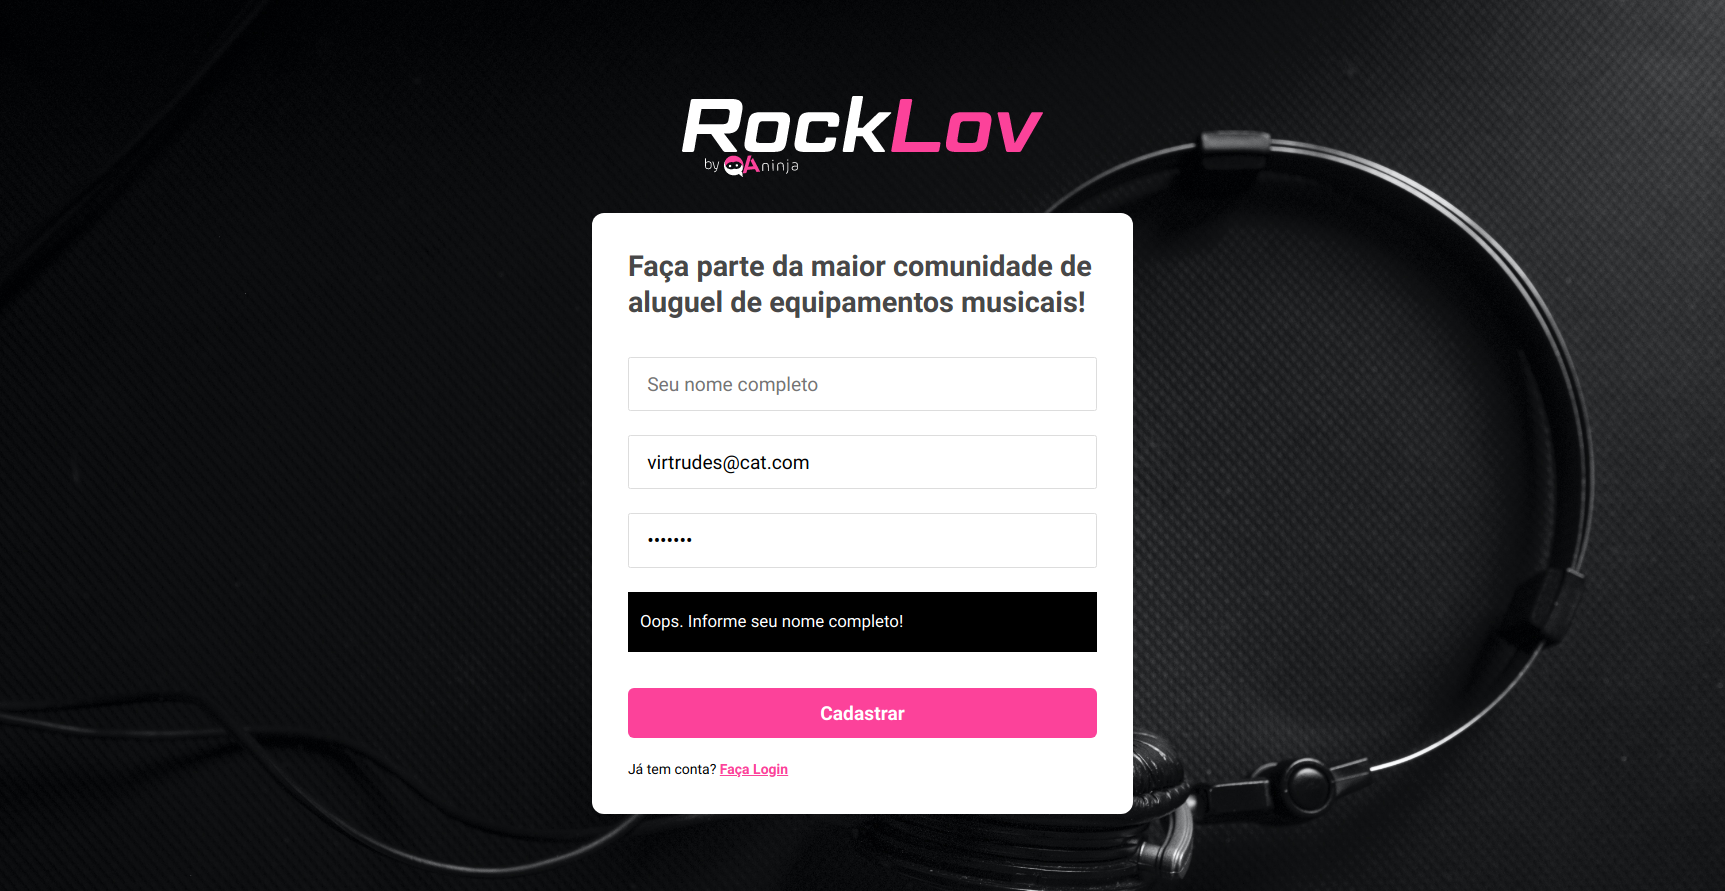 RockLov
by QAninja
Faça parte da maior comunidade de
aluguel de equipamentos musicais!
Seu nome completo
virtrudes@cat.com
•••••••
Oops. Informe seu nome completo!
Cadastrar
Já tem conta? Faça Login